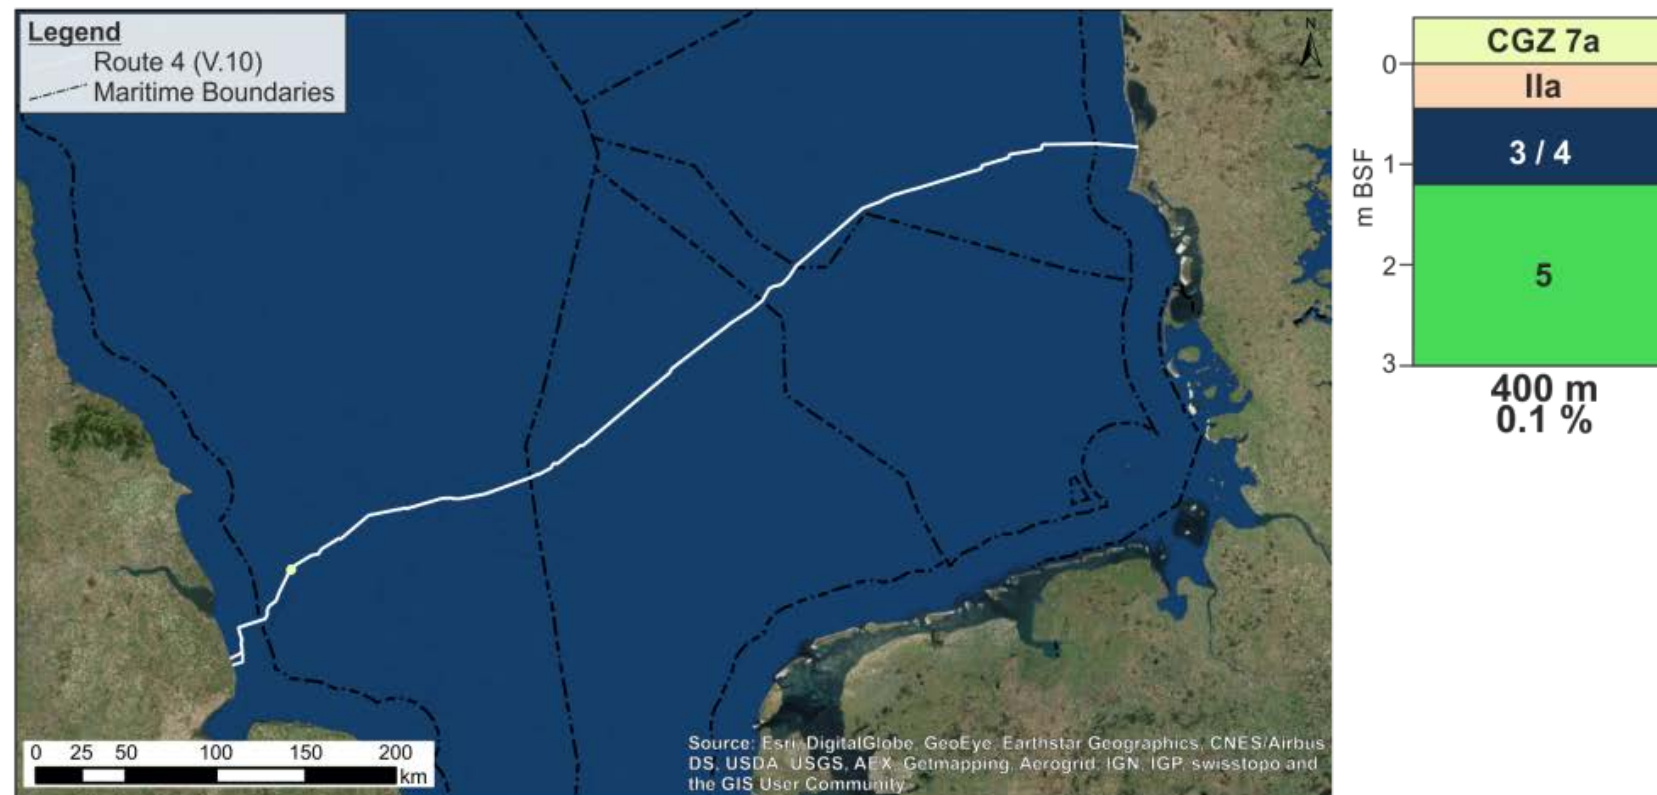 Legend
Route 4 (V.10)
Maritime Boundaries
N
0 25 50 100 150 200
km
Source: Esri, DigitalGlobe, GeoEye, Earthstar Geographics, CNES/Airbus
DS, USDA, USGS, AEX, Getmapping, Aerogrid, IGN, IGP, swisstopo and
the GIS User Community
CGZ 7a
0
IIa
3 / 4
1
m BSF
2
5
3
400 m
0.1 %